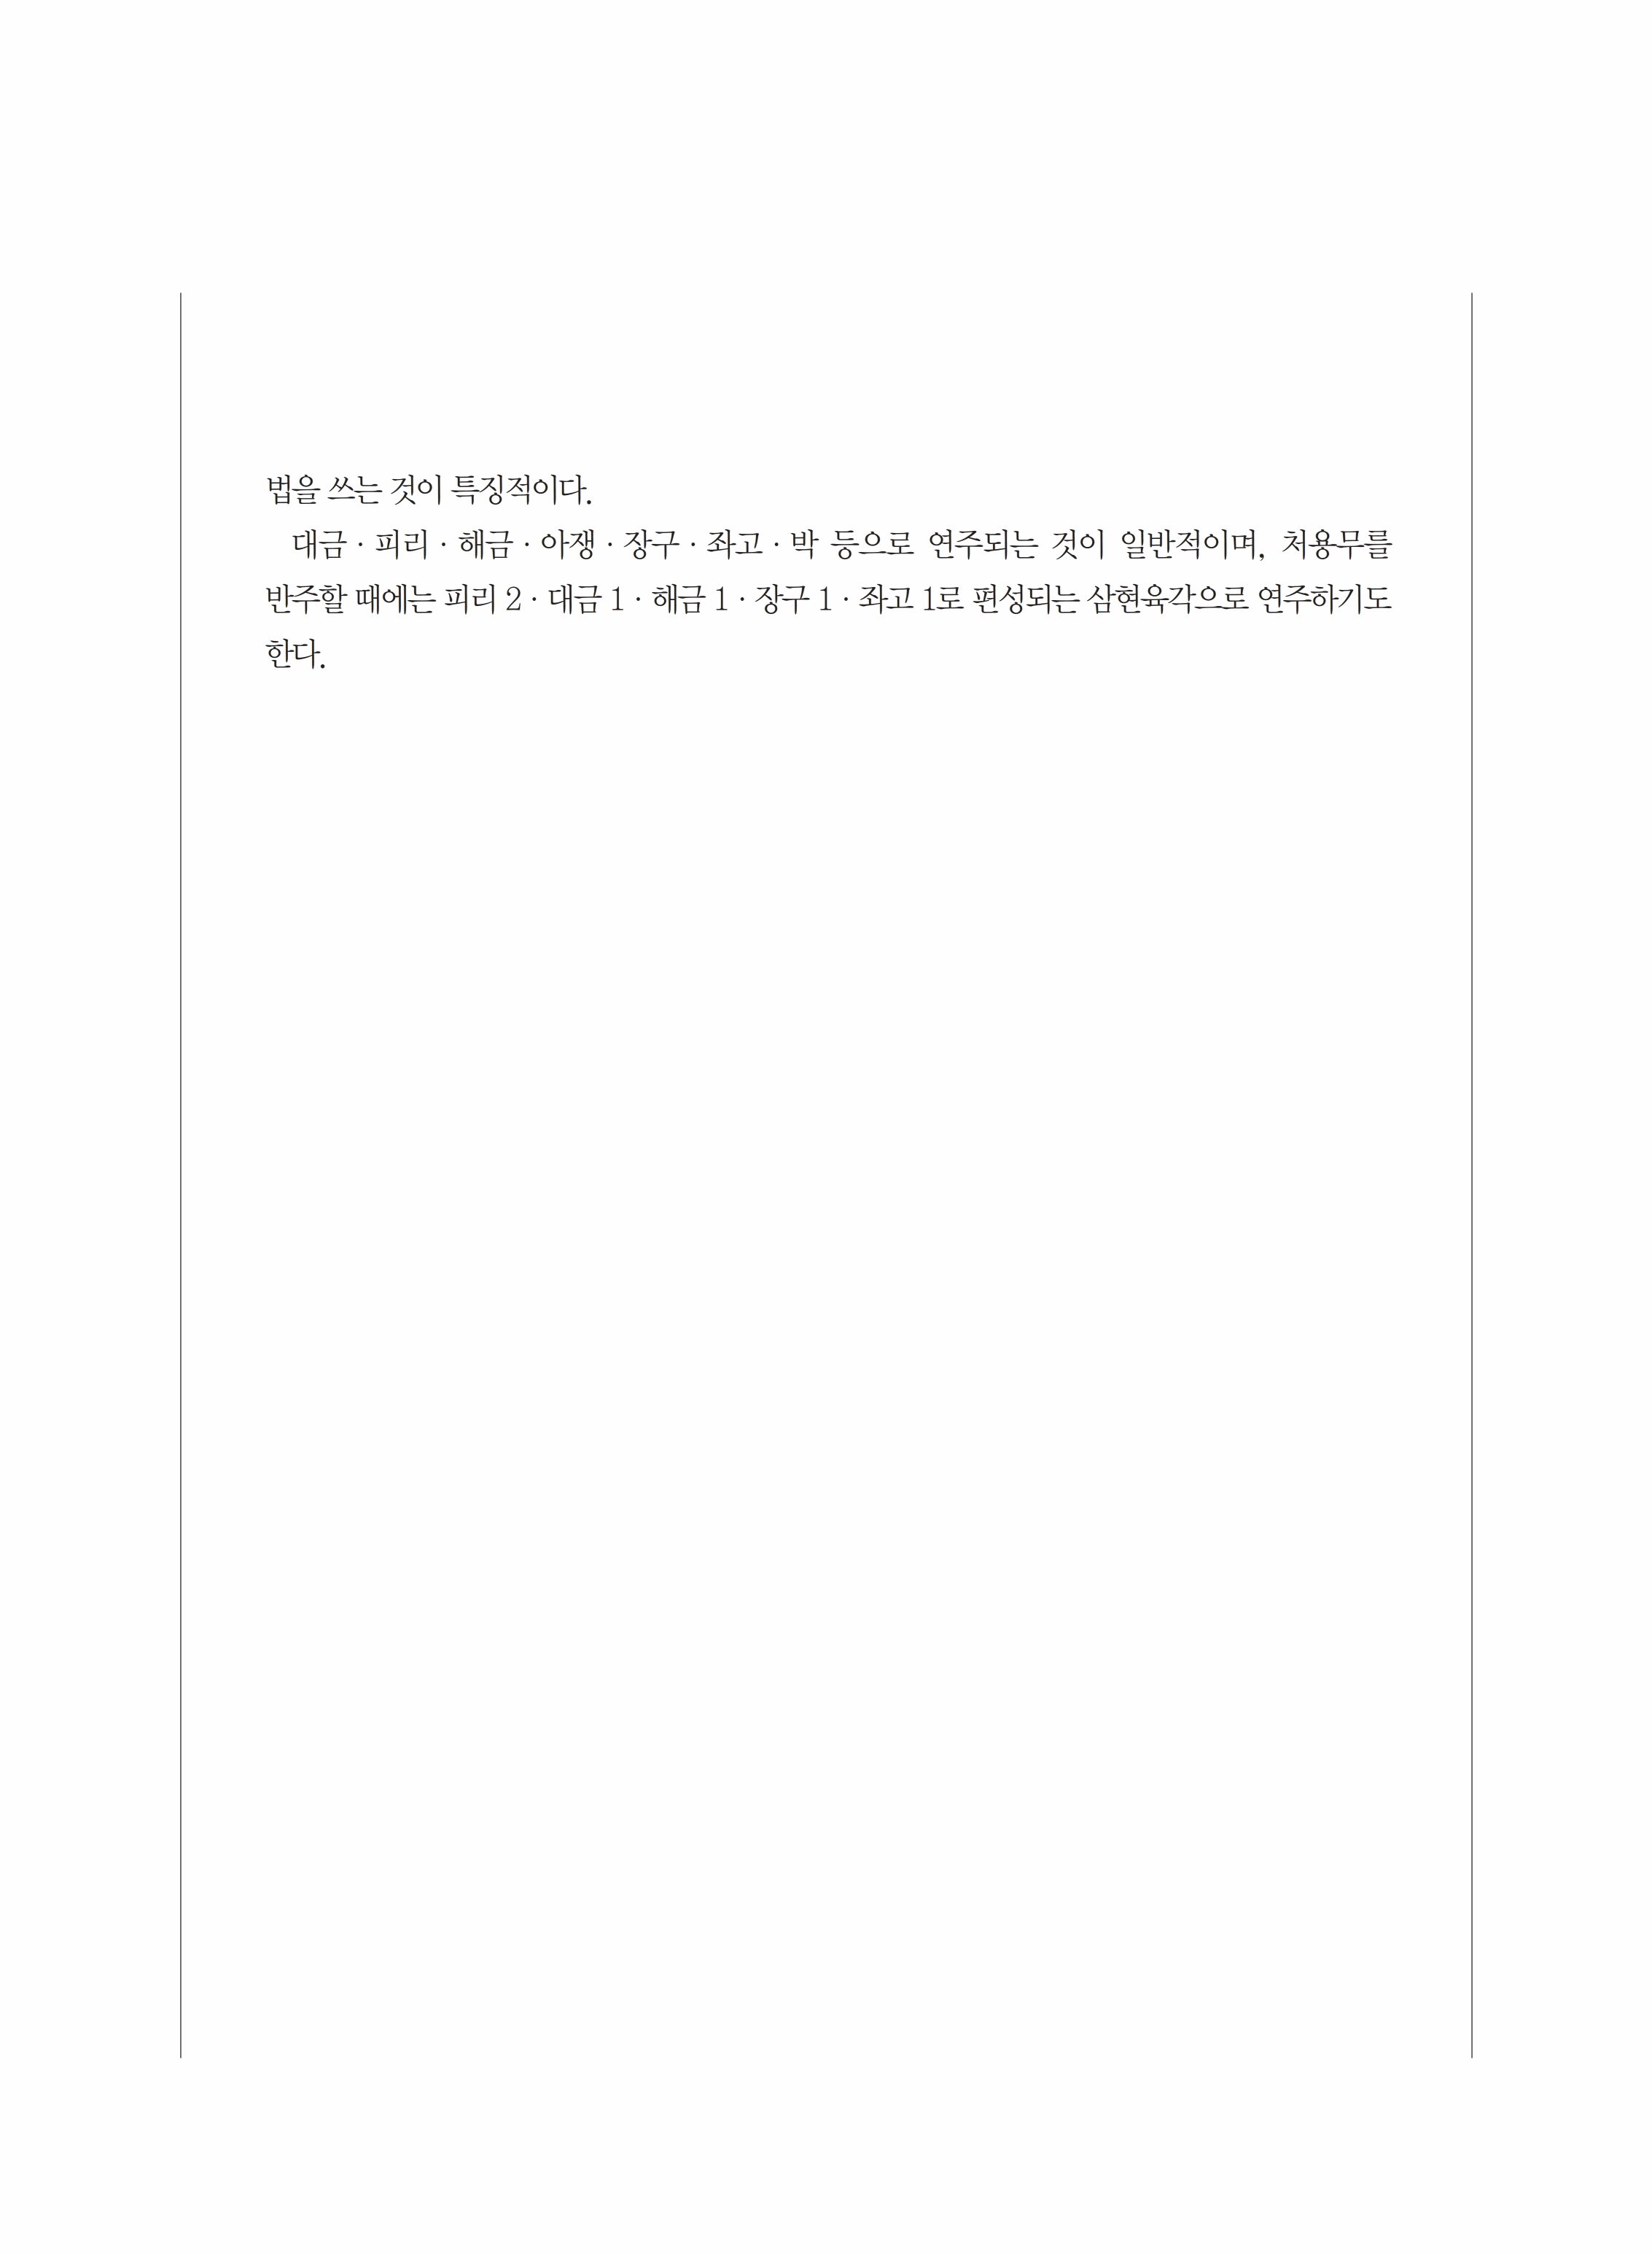 법을 쓰는 것이 특징적이다.
대금 · 피리 · 해금 · 아쟁 · 장구 · 좌고 · 박 등으로 연주되는 것이 일반적이며, 처용무를
반주할 때에는 피리 2 · 대금 1 · 해금 1 · 장구 1 · 좌고 1로 편성되는 삼현육각으로 연주하기도
한다.